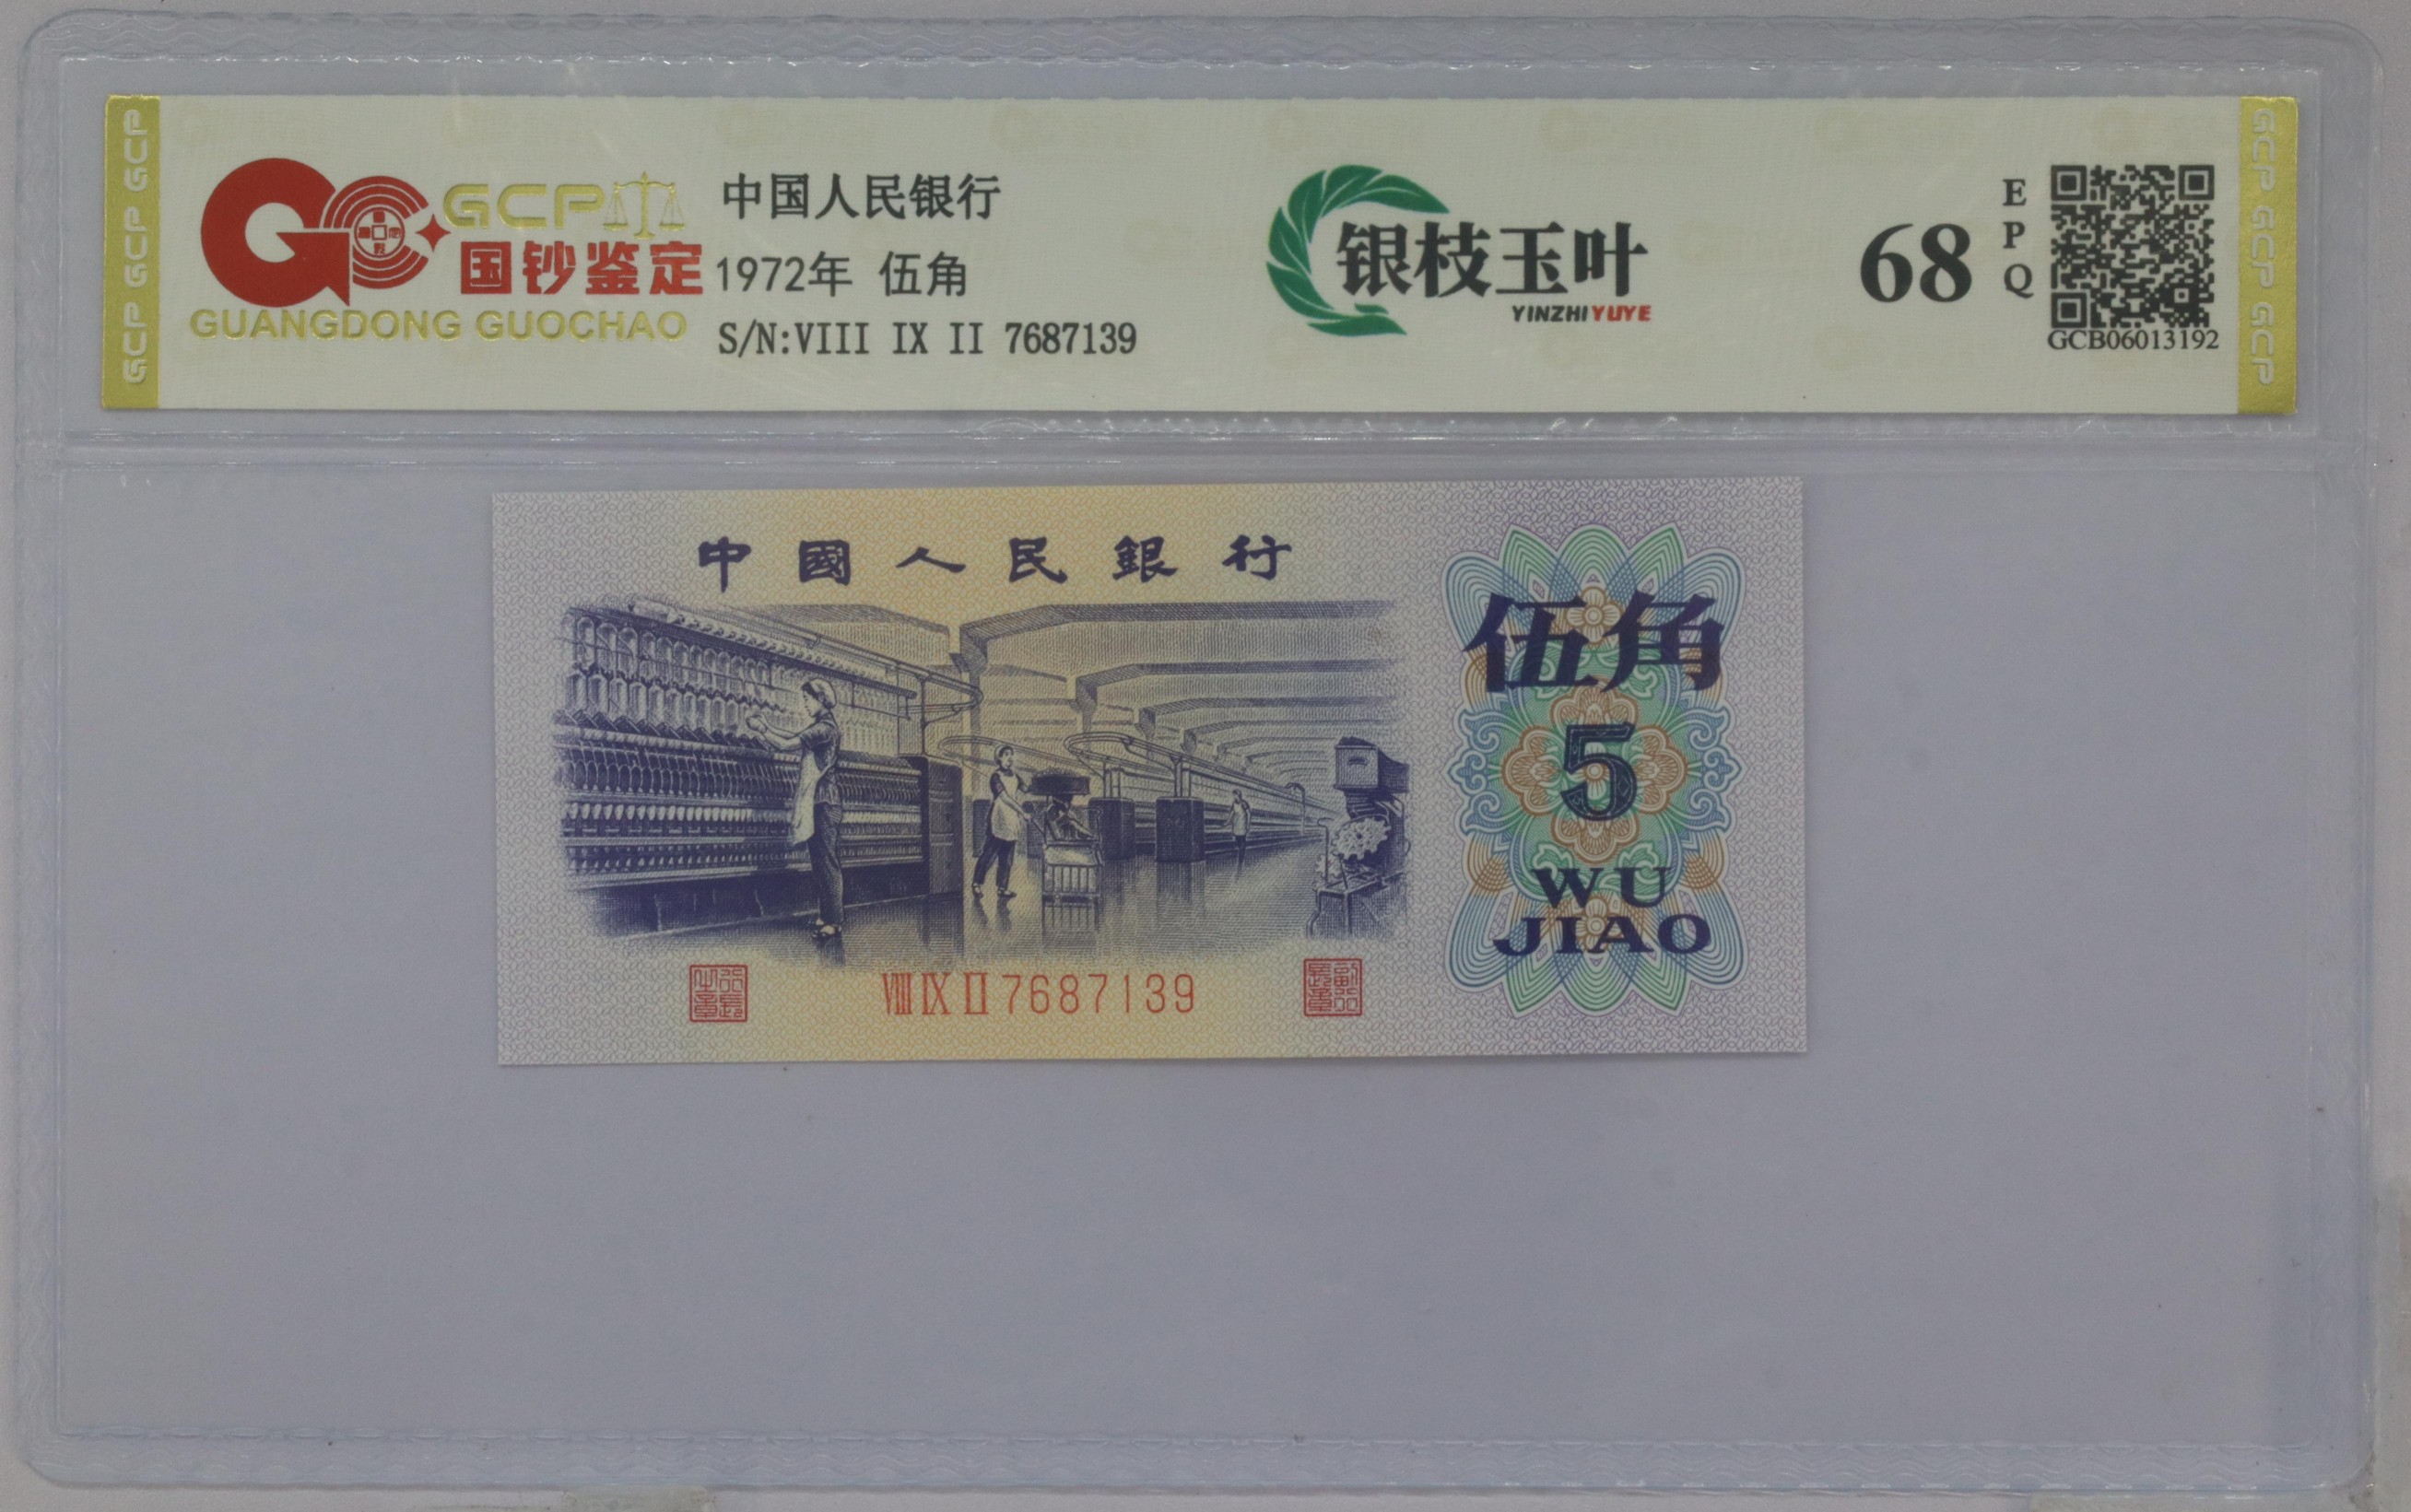 GCP GCP GCP
GCP
国钞鉴定
GUANGDONG GUOCHAO
中国人民银行
1972年 伍角
S/N:VIII IX II 7687139
银枝玉叶
YINZHIYUYE
68
EPQ
GCB06013192
GCP GCP GCP
中國人民銀行
伍角
5
WU
JIAO
VIII IX II 7687139